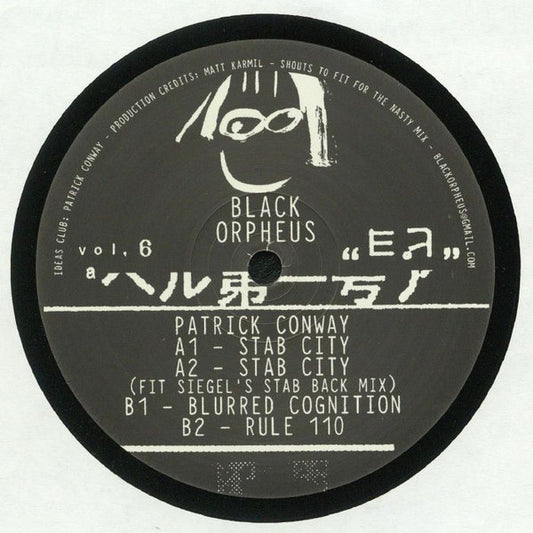 IDEAS CLUB: PATRICK CONWAY - PRODUCTION CREDITS: MATT KARMIL - SHOUTS TO FIT FOR THE NASTY MIX - BLACKORPHEUS@GMAIL.COM
BLACK
ORPHEUS
vol, 6
PATRICK CONWAY
A1 - STAB CITY
A2 - STAB CITY
(FIT SIEGEL'S STAB BACK MIX)
B1 - BLURRED COGNITION
B2 - RULE 110